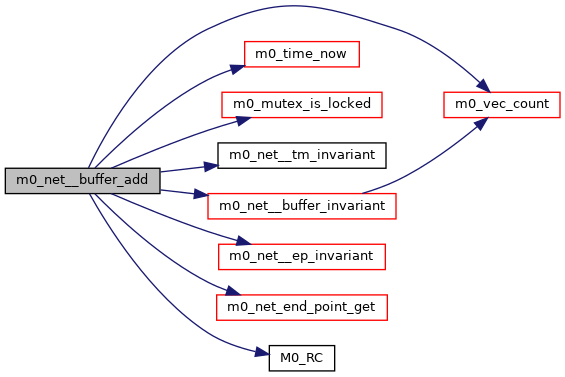 m0_time_now
m0_mutex_is_locked
m0_vec_count
m0_net__tm_invariant
m0_net__buffer_add
m0_net__buffer_invariant
m0_net__ep_invariant
m0_net_end_point_get
M0_RC